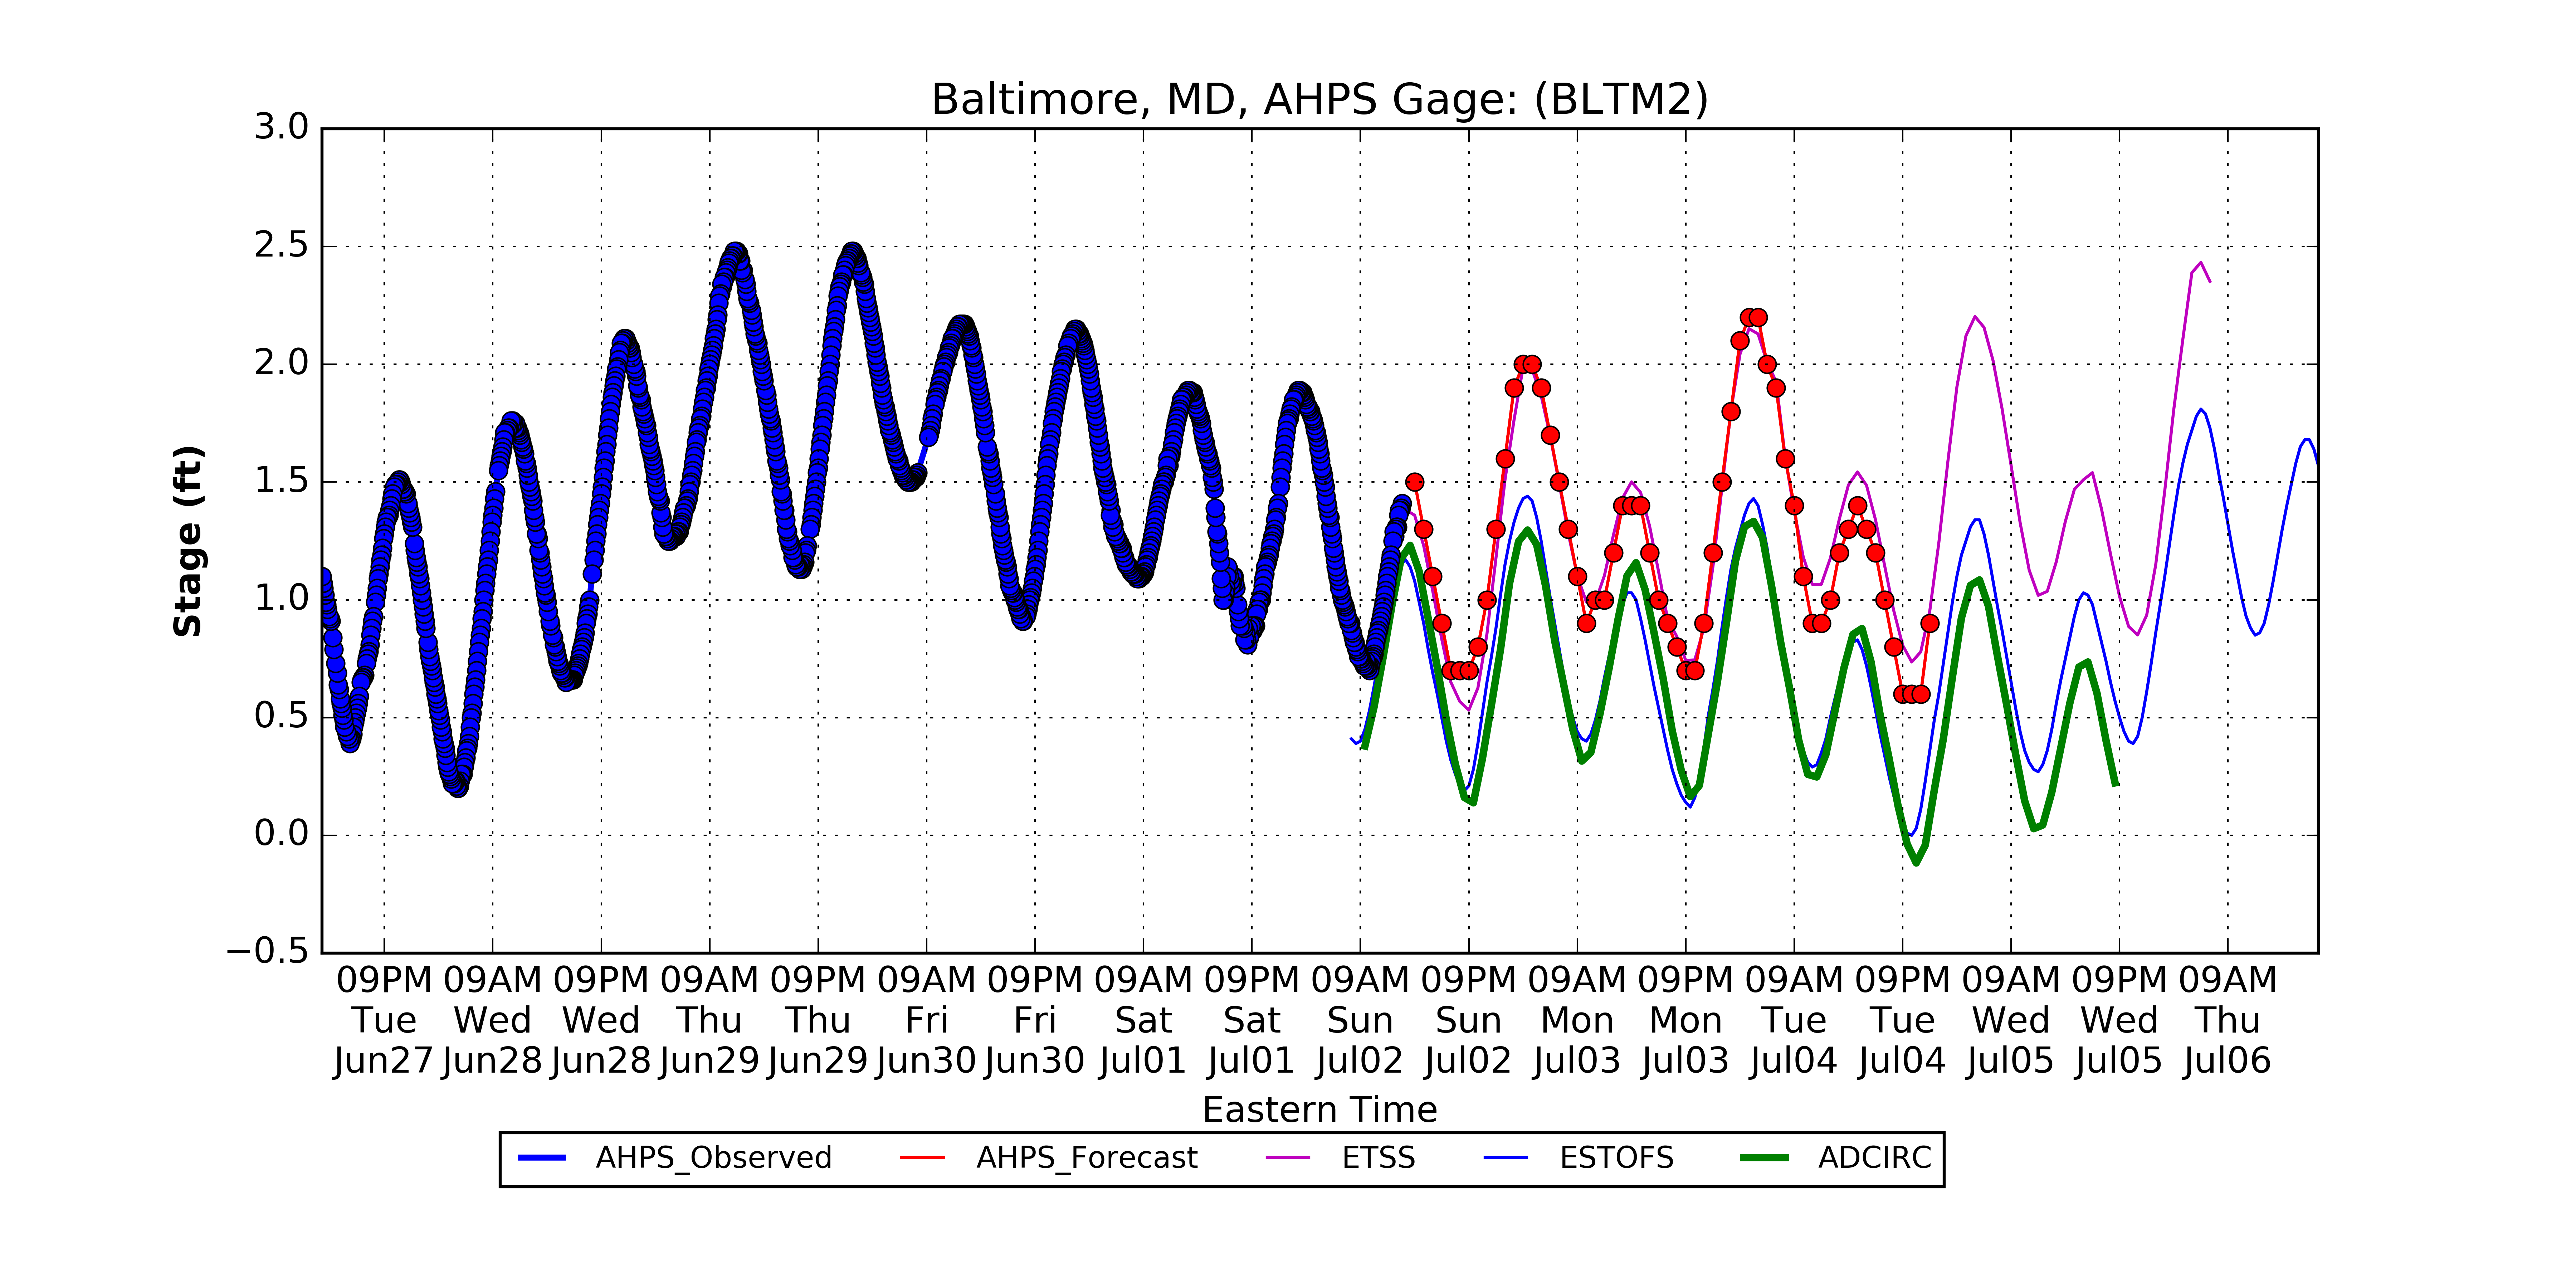 Baltimore, MD, AHPS Gage: (BLTM2)
3.0
2.5
2.0
1.5
1.0
0.5
0.0
−0.5
Stage (ft)
09PM 09AM 09PM 09AM 09PM 09AM 09PM 09AM 09PM 09AM 09PM 09AM 09PM 09AM 09PM 09AM 09PM 09AM
Tue Wed Wed Thu Thu Fri Fri Sat Sat Sun Sun Mon Mon Tue Tue Wed Wed Thu
Jun27 Jun28 Jun28 Jun29 Jun29 Jun30 Jun30 Jul01 Jul01 Jul02 Jul02 Jul03 Jul03 Jul04 Jul04 Jul05 Jul05 Jul06
Eastern Time
AHPS_Observed AHPS_Forecast ETSS ESTOFS ADCIRC